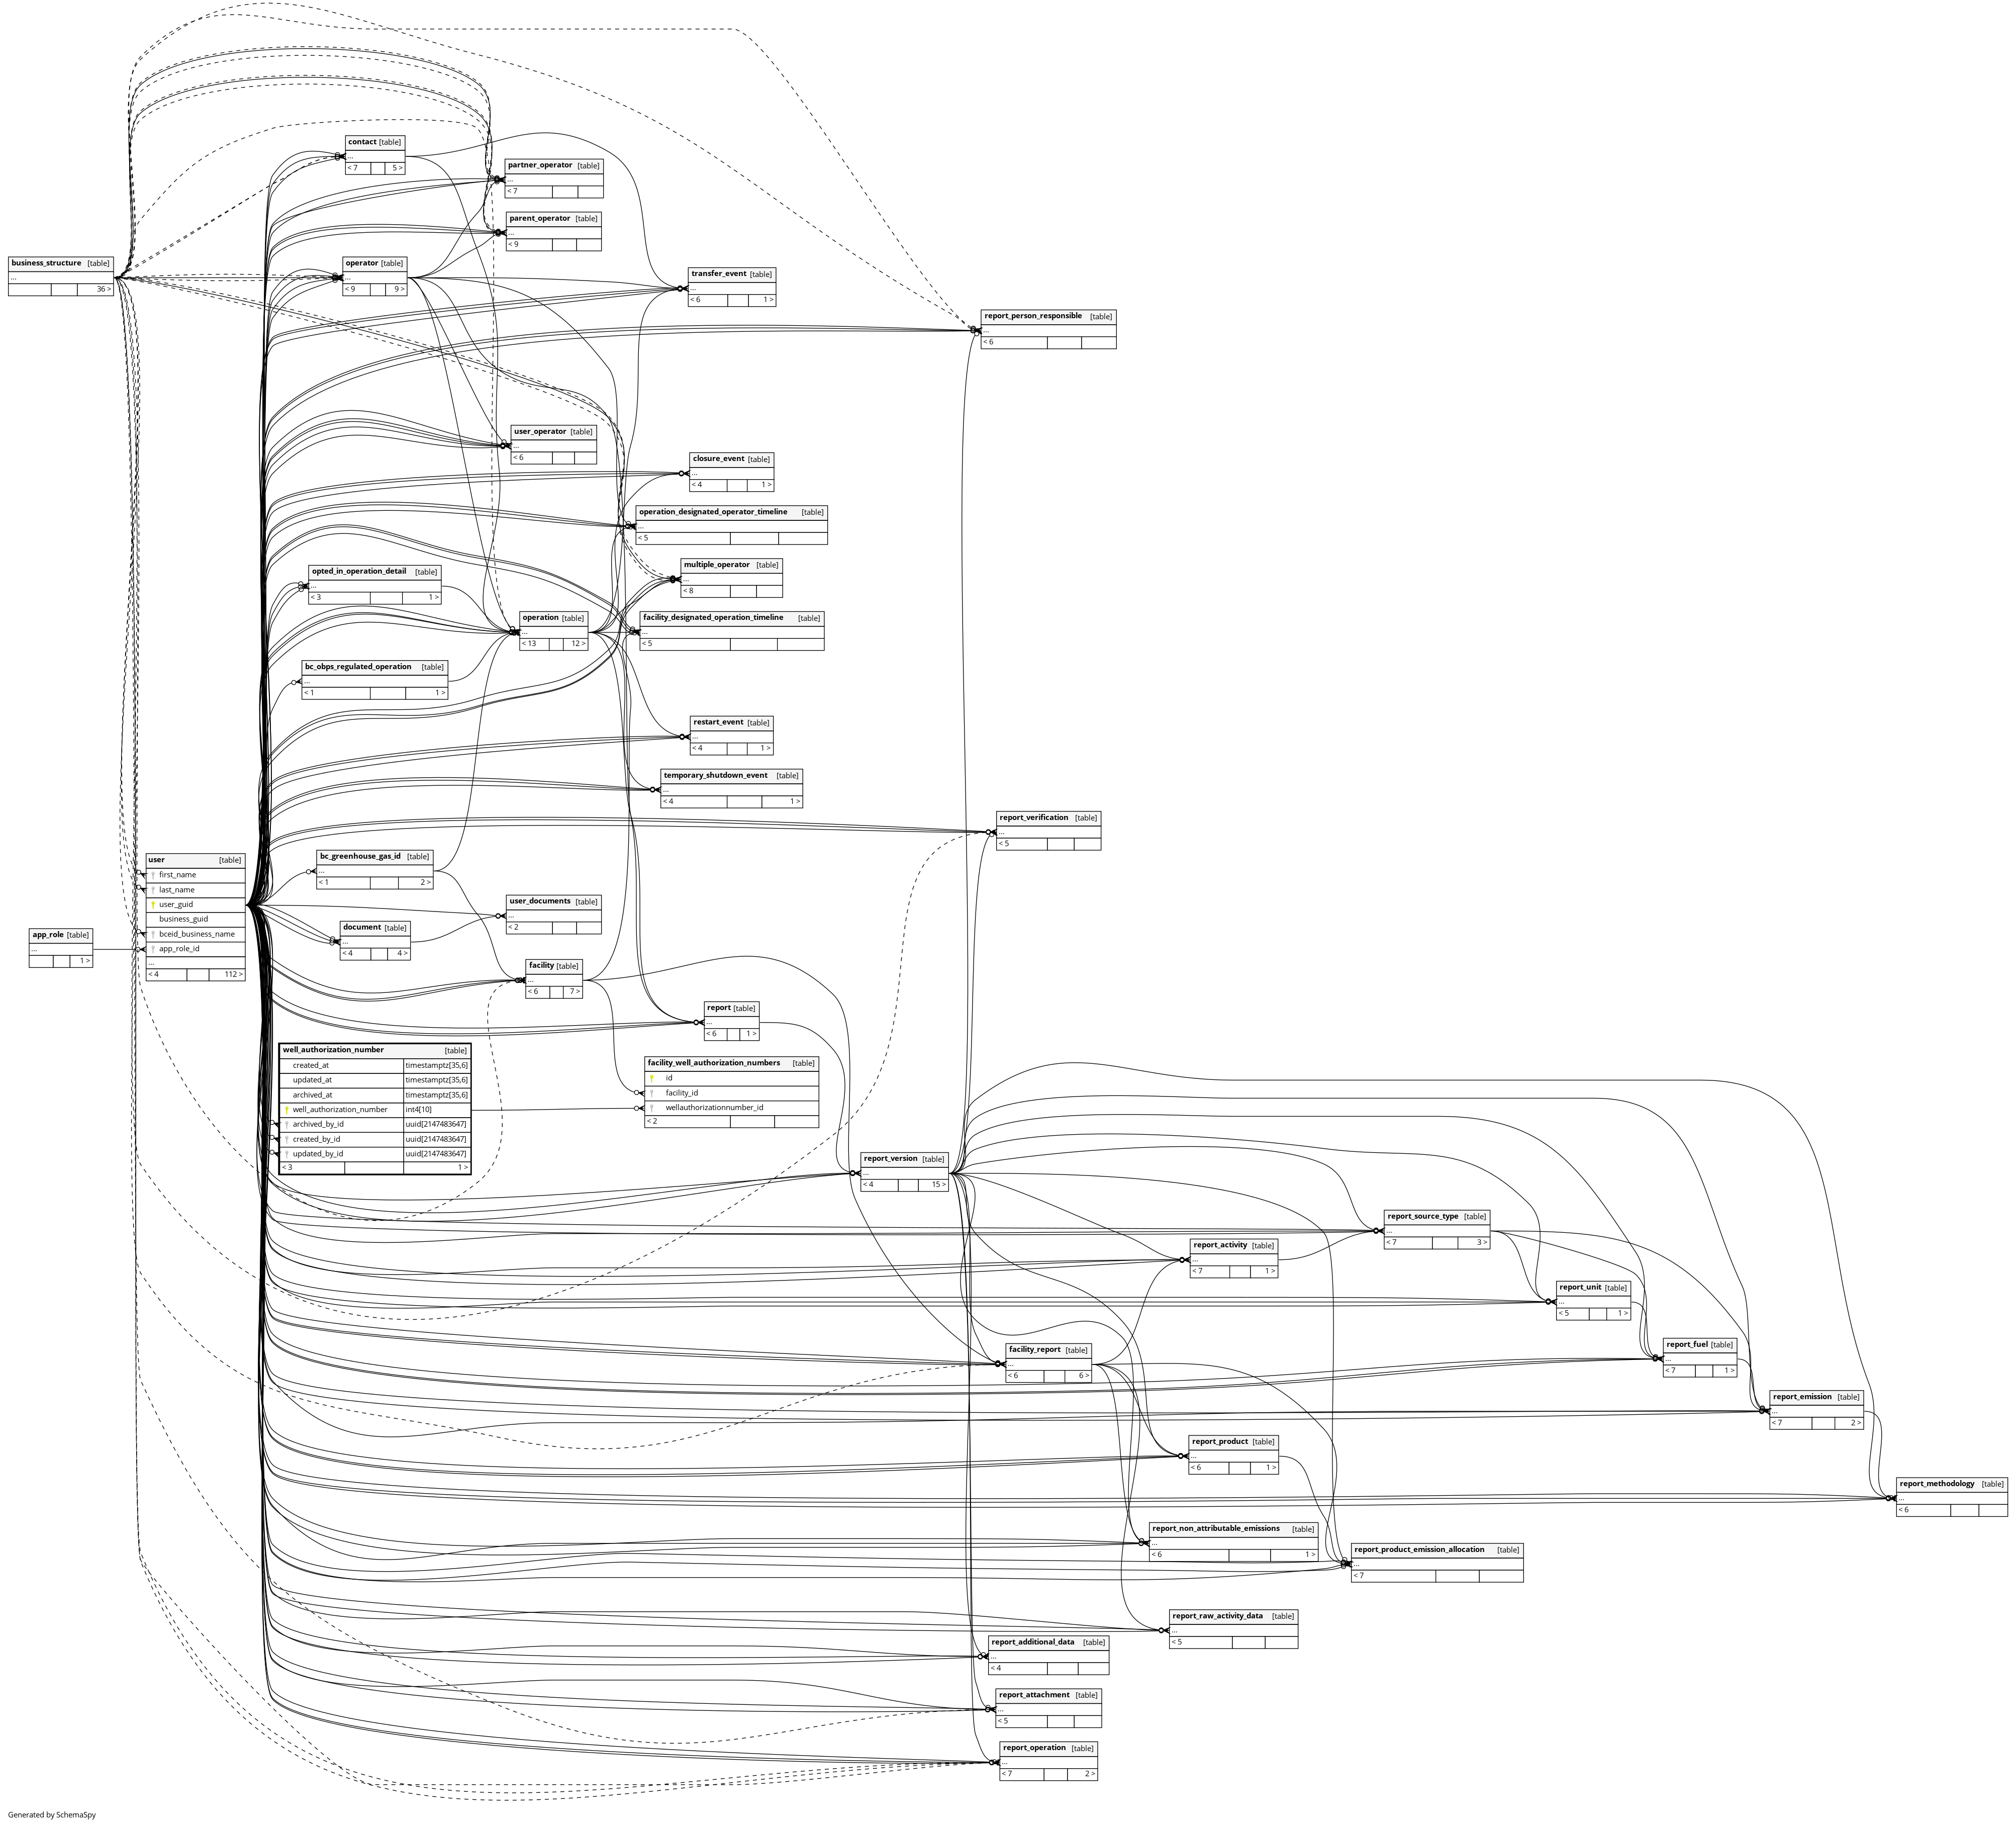 contact [table]
...
< 7 5 >
partner_operator [table]
...
< 7
parent_operator [table]
...
< 9
business_structure [table]
...
36 >
operator [table]
...
< 9 9 >
transfer_event [table]
...
< 6 1 >
report_person_responsible [table]
...
< 6
user_operator [table]
...
< 6
closure_event [table]
...
< 4 1 >
operation_designated_operator_timeline [table]
...
< 5
multiple_operator [table]
...
< 8
opted_in_operation_detail [table]
...
< 3 1 >
operation [table]
...
< 13 12 >
facility_designated_operation_timeline [table]
...
< 5
bc_obps_regulated_operation [table]
...
< 1 1 >
restart_event [table]
...
< 4 1 >
temporary_shutdown_event [table]
...
< 4 1 >
report_verification [table]
...
< 5
user [table]
first_name
last_name
user_guid
business_guid
bceid_business_name
app_role_id
...
< 4 112 >
bc_greenhouse_gas_id [table]
...
< 1 2 >
user_documents [table]
...
< 2
app_role [table]
...
1 >
document [table]
...
< 4 4 >
facility [table]
...
< 6 7 >
report [table]
...
< 6 1 >
well_authorization_number [table]
created_at timestamptz[35,6]
updated_at timestamptz[35,6]
archived_at timestamptz[35,6]
well_authorization_number int4[10]
archived_by_id uuid[2147483647]
created_by_id uuid[2147483647]
updated_by_id uuid[2147483647]
< 3 1 >
facility_well_authorization_numbers [table]
id
facility_id
wellauthorizationnumber_id
< 2
report_version [table]
...
< 4 15 >
report_source_type [table]
...
< 7 3 >
report_activity [table]
...
< 7 1 >
report_unit [table]
...
< 5 1 >
facility_report [table]
...
< 6 6 >
report_fuel [table]
...
< 7 1 >
report_emission [table]
...
< 7 2 >
report_product [table]
...
< 6 1 >
report_methodology [table]
...
< 6
report_non_attributable_emissions [table]
...
< 6 1 >
report_product_emission_allocation [table]
...
< 7
report_raw_activity_data [table]
...
< 5
report_additional_data [table]
...
< 4
report_attachment [table]
...
< 5
report_operation [table]
...
< 7 2 >
Generated by SchemaSpy